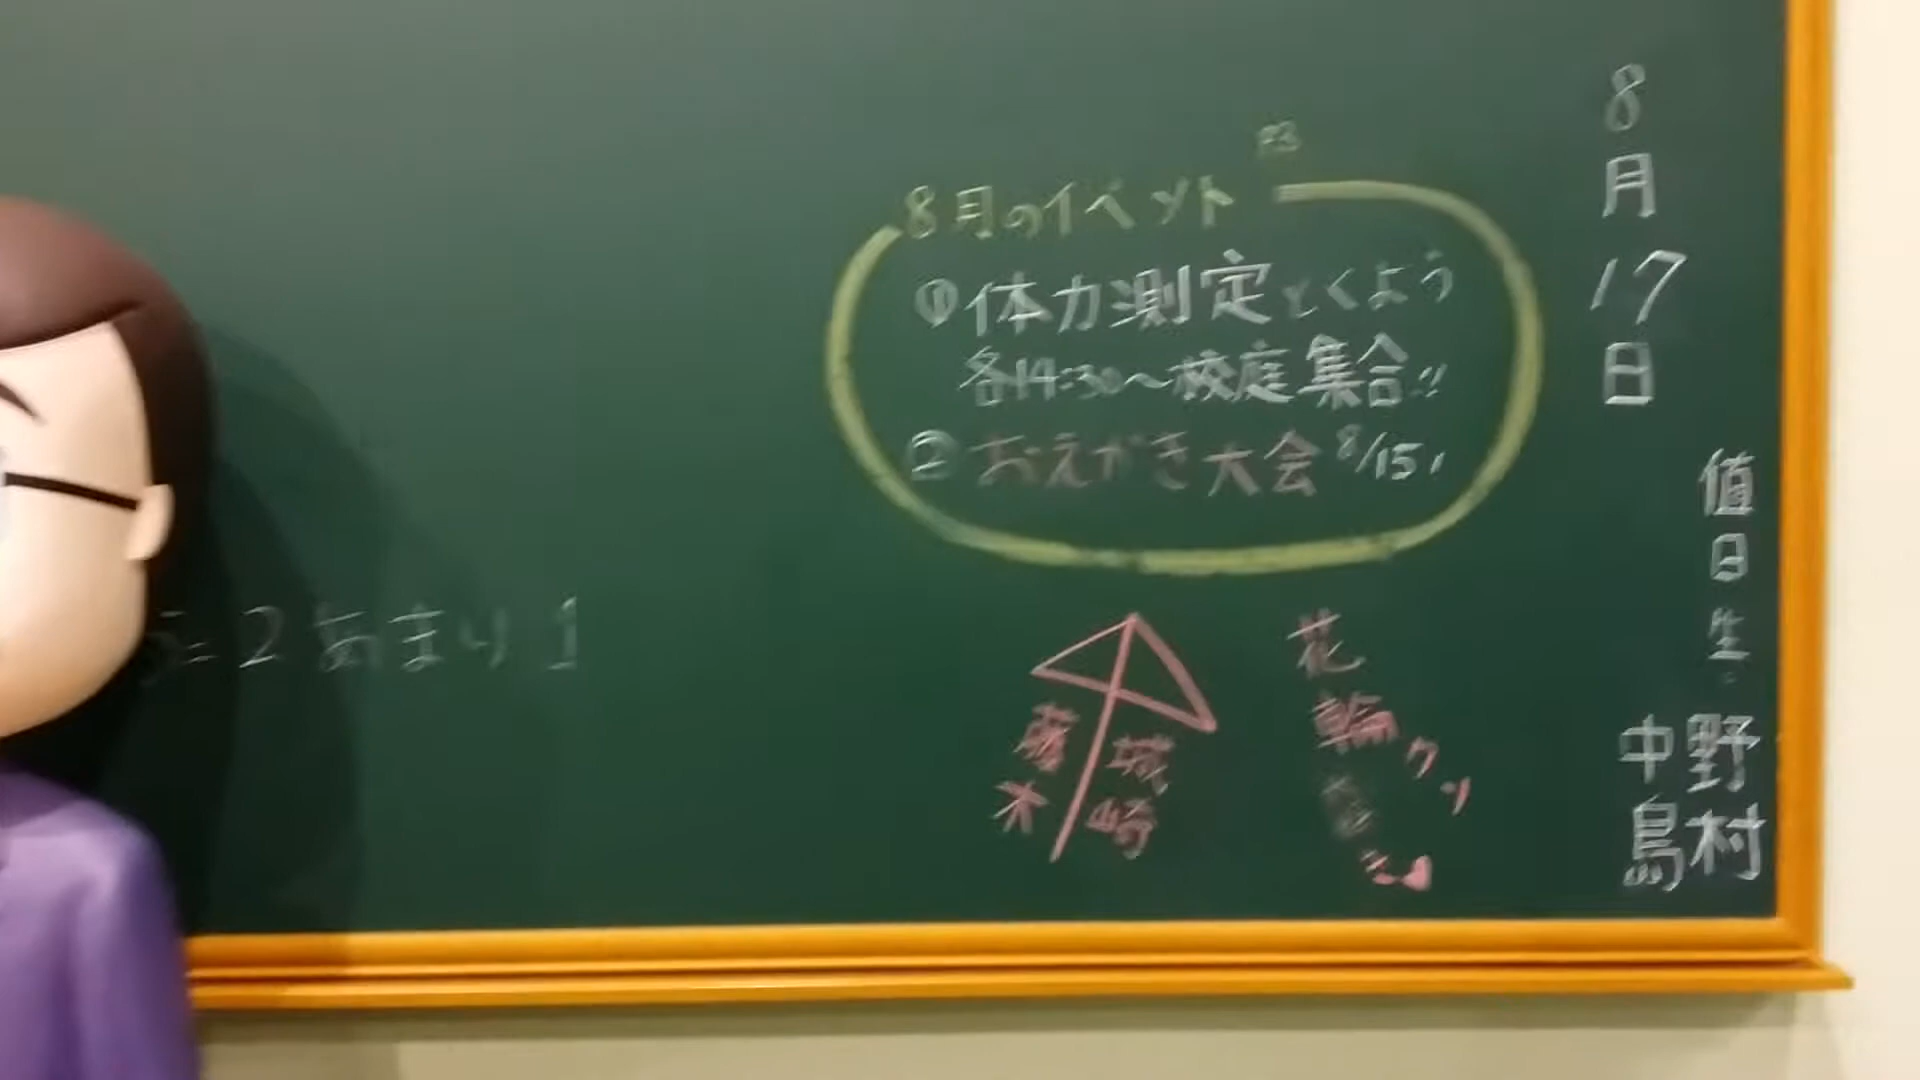 8月のイベント
①体力測定とくよう
各14:30〜校庭集合!!
②おえかき大会 8/15,
8月17日
値日生.
野村
中島
=2あまり1
藤木
城崎
花輪クン
き